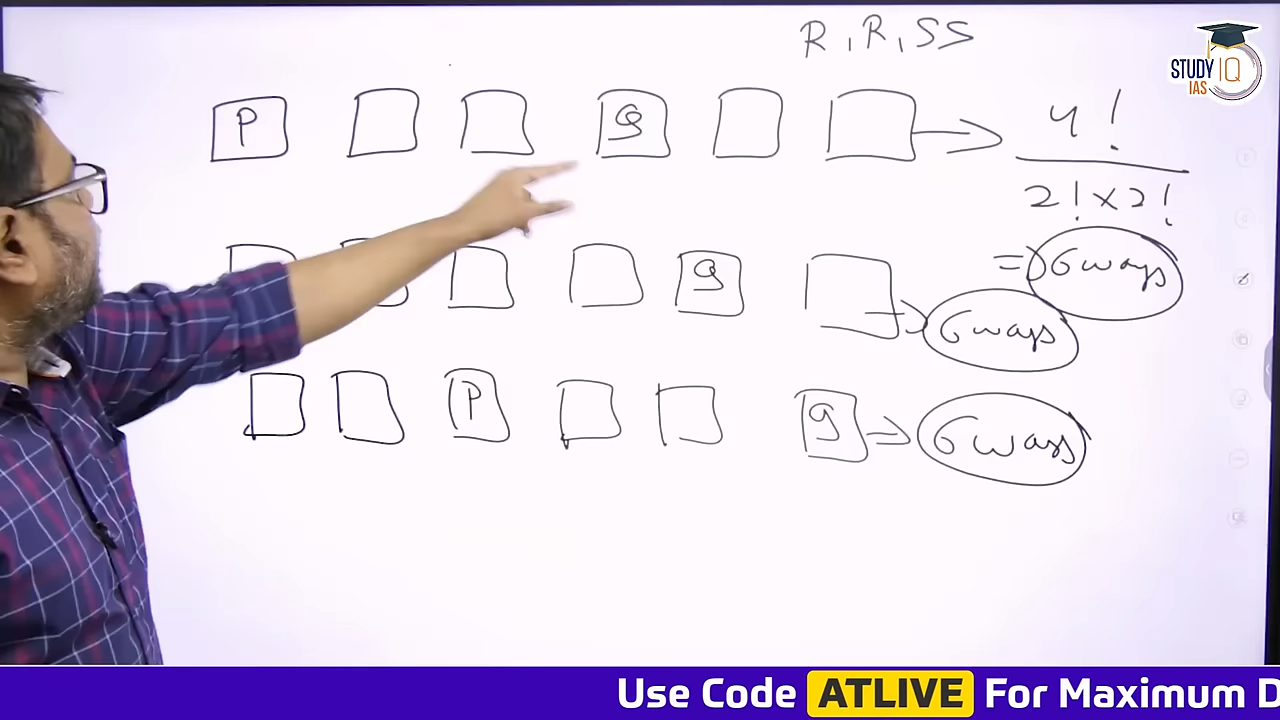 R, R, S S
STUDY IQ
IAS
P Q → 4!
2! x 2!
= 6 ways
Q → 6 ways
P Q ⇒ 6 ways
Use Code ATLIVE For Maximum D